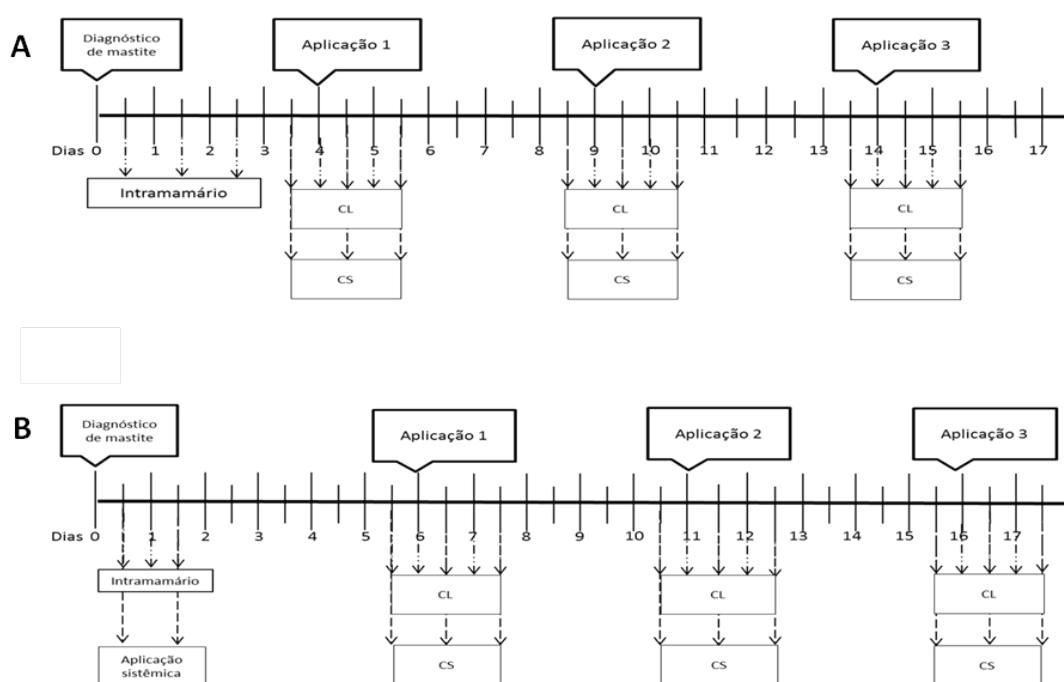 A
Diagnóstico
de mastite
Aplicação 1
Aplicação 2
Aplicação 3
Dias 0 1 2 3 4 5 6 7 8 9 10 11 12 13 14 15 16 17
Intramamário
CL
CL
CL
CS
CS
CS
B
Diagnóstico
de mastite
Aplicação 1
Aplicação 2
Aplicação 3
Dias 0 1 2 3 4 5 6 7 8 9 10 11 12 13 14 15 16 17
Intramamário
CL
CL
CL
Aplicação
sistêmica
CS
CS
CS